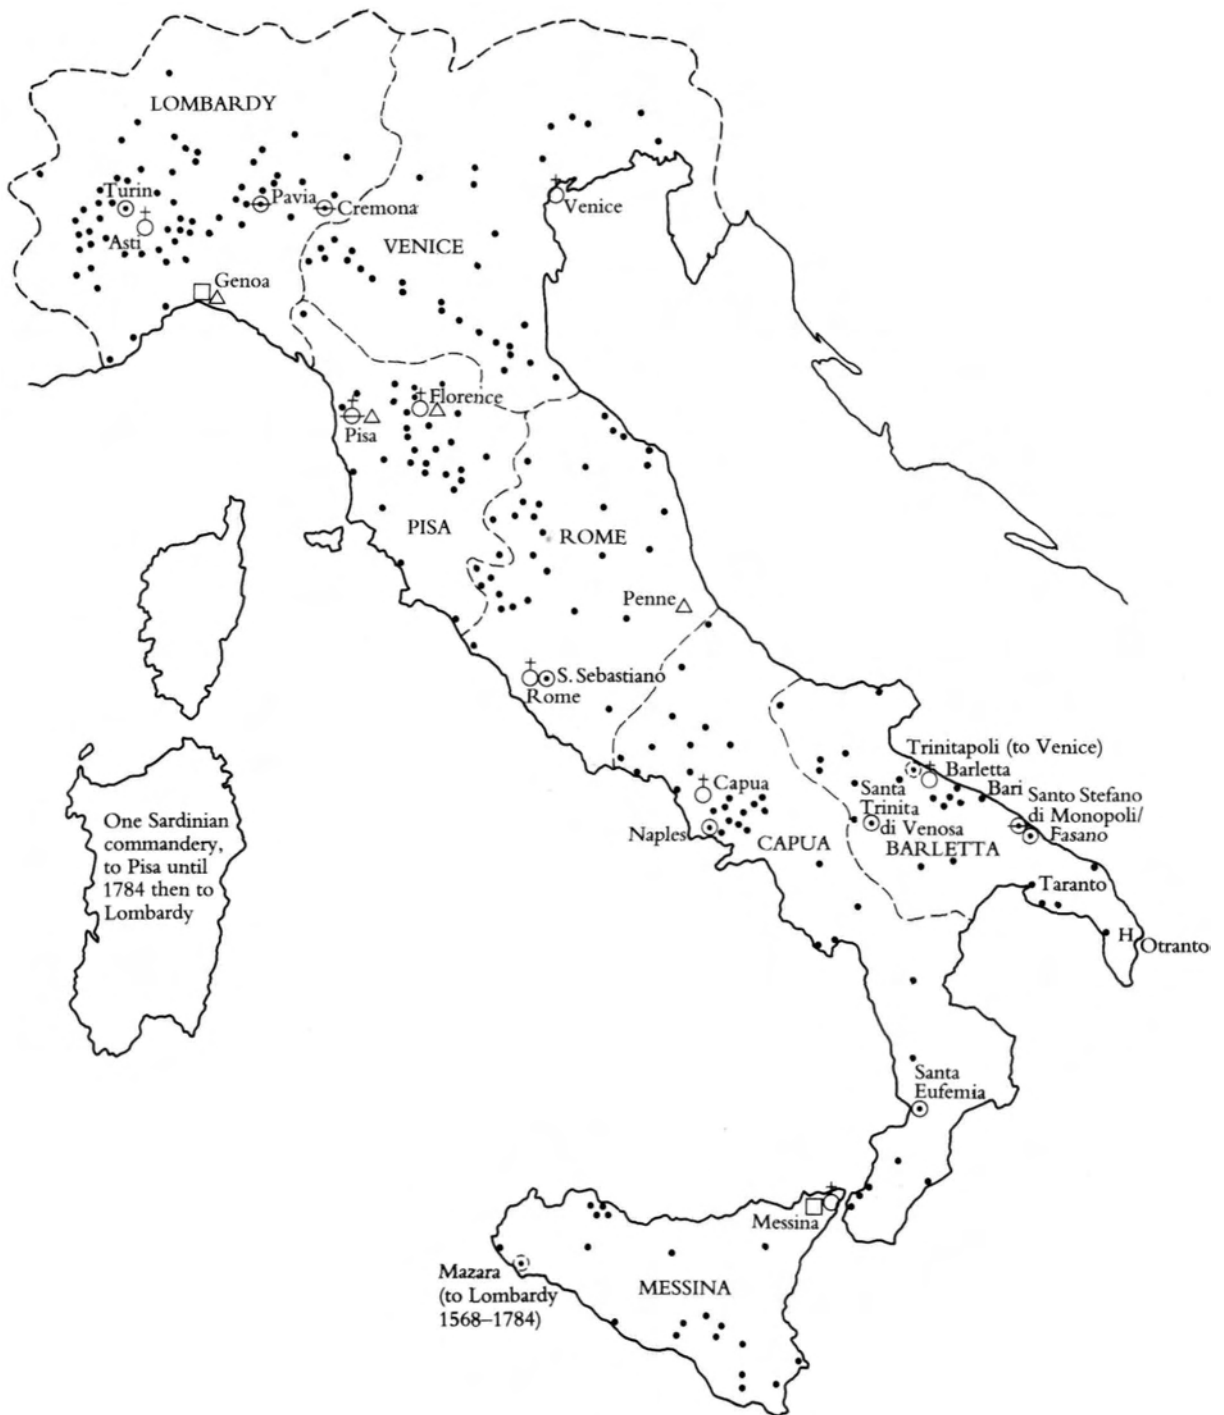 LOMBARDY
Turin
Pavia
Cremona
Asti
Venice
VENICE
Genoa
Florence
Pisa
PISA
ROME
Penne
S. Sebastiano
Rome
Trinitapoli (to Venice)
Capua
Barletta
Santa
Trinita
di Venosa
Bari
Santo Stefano
di Monopoli/
Fasano
One Sardinian
commandery,
to Pisa until
1784 then to
Lombardy
Naples
CAPUA
BARLETTA
Taranto
H
Otranto
Santa
Eufemia
Messina
Mazara
(to Lombardy
1568–1784)
MESSINA